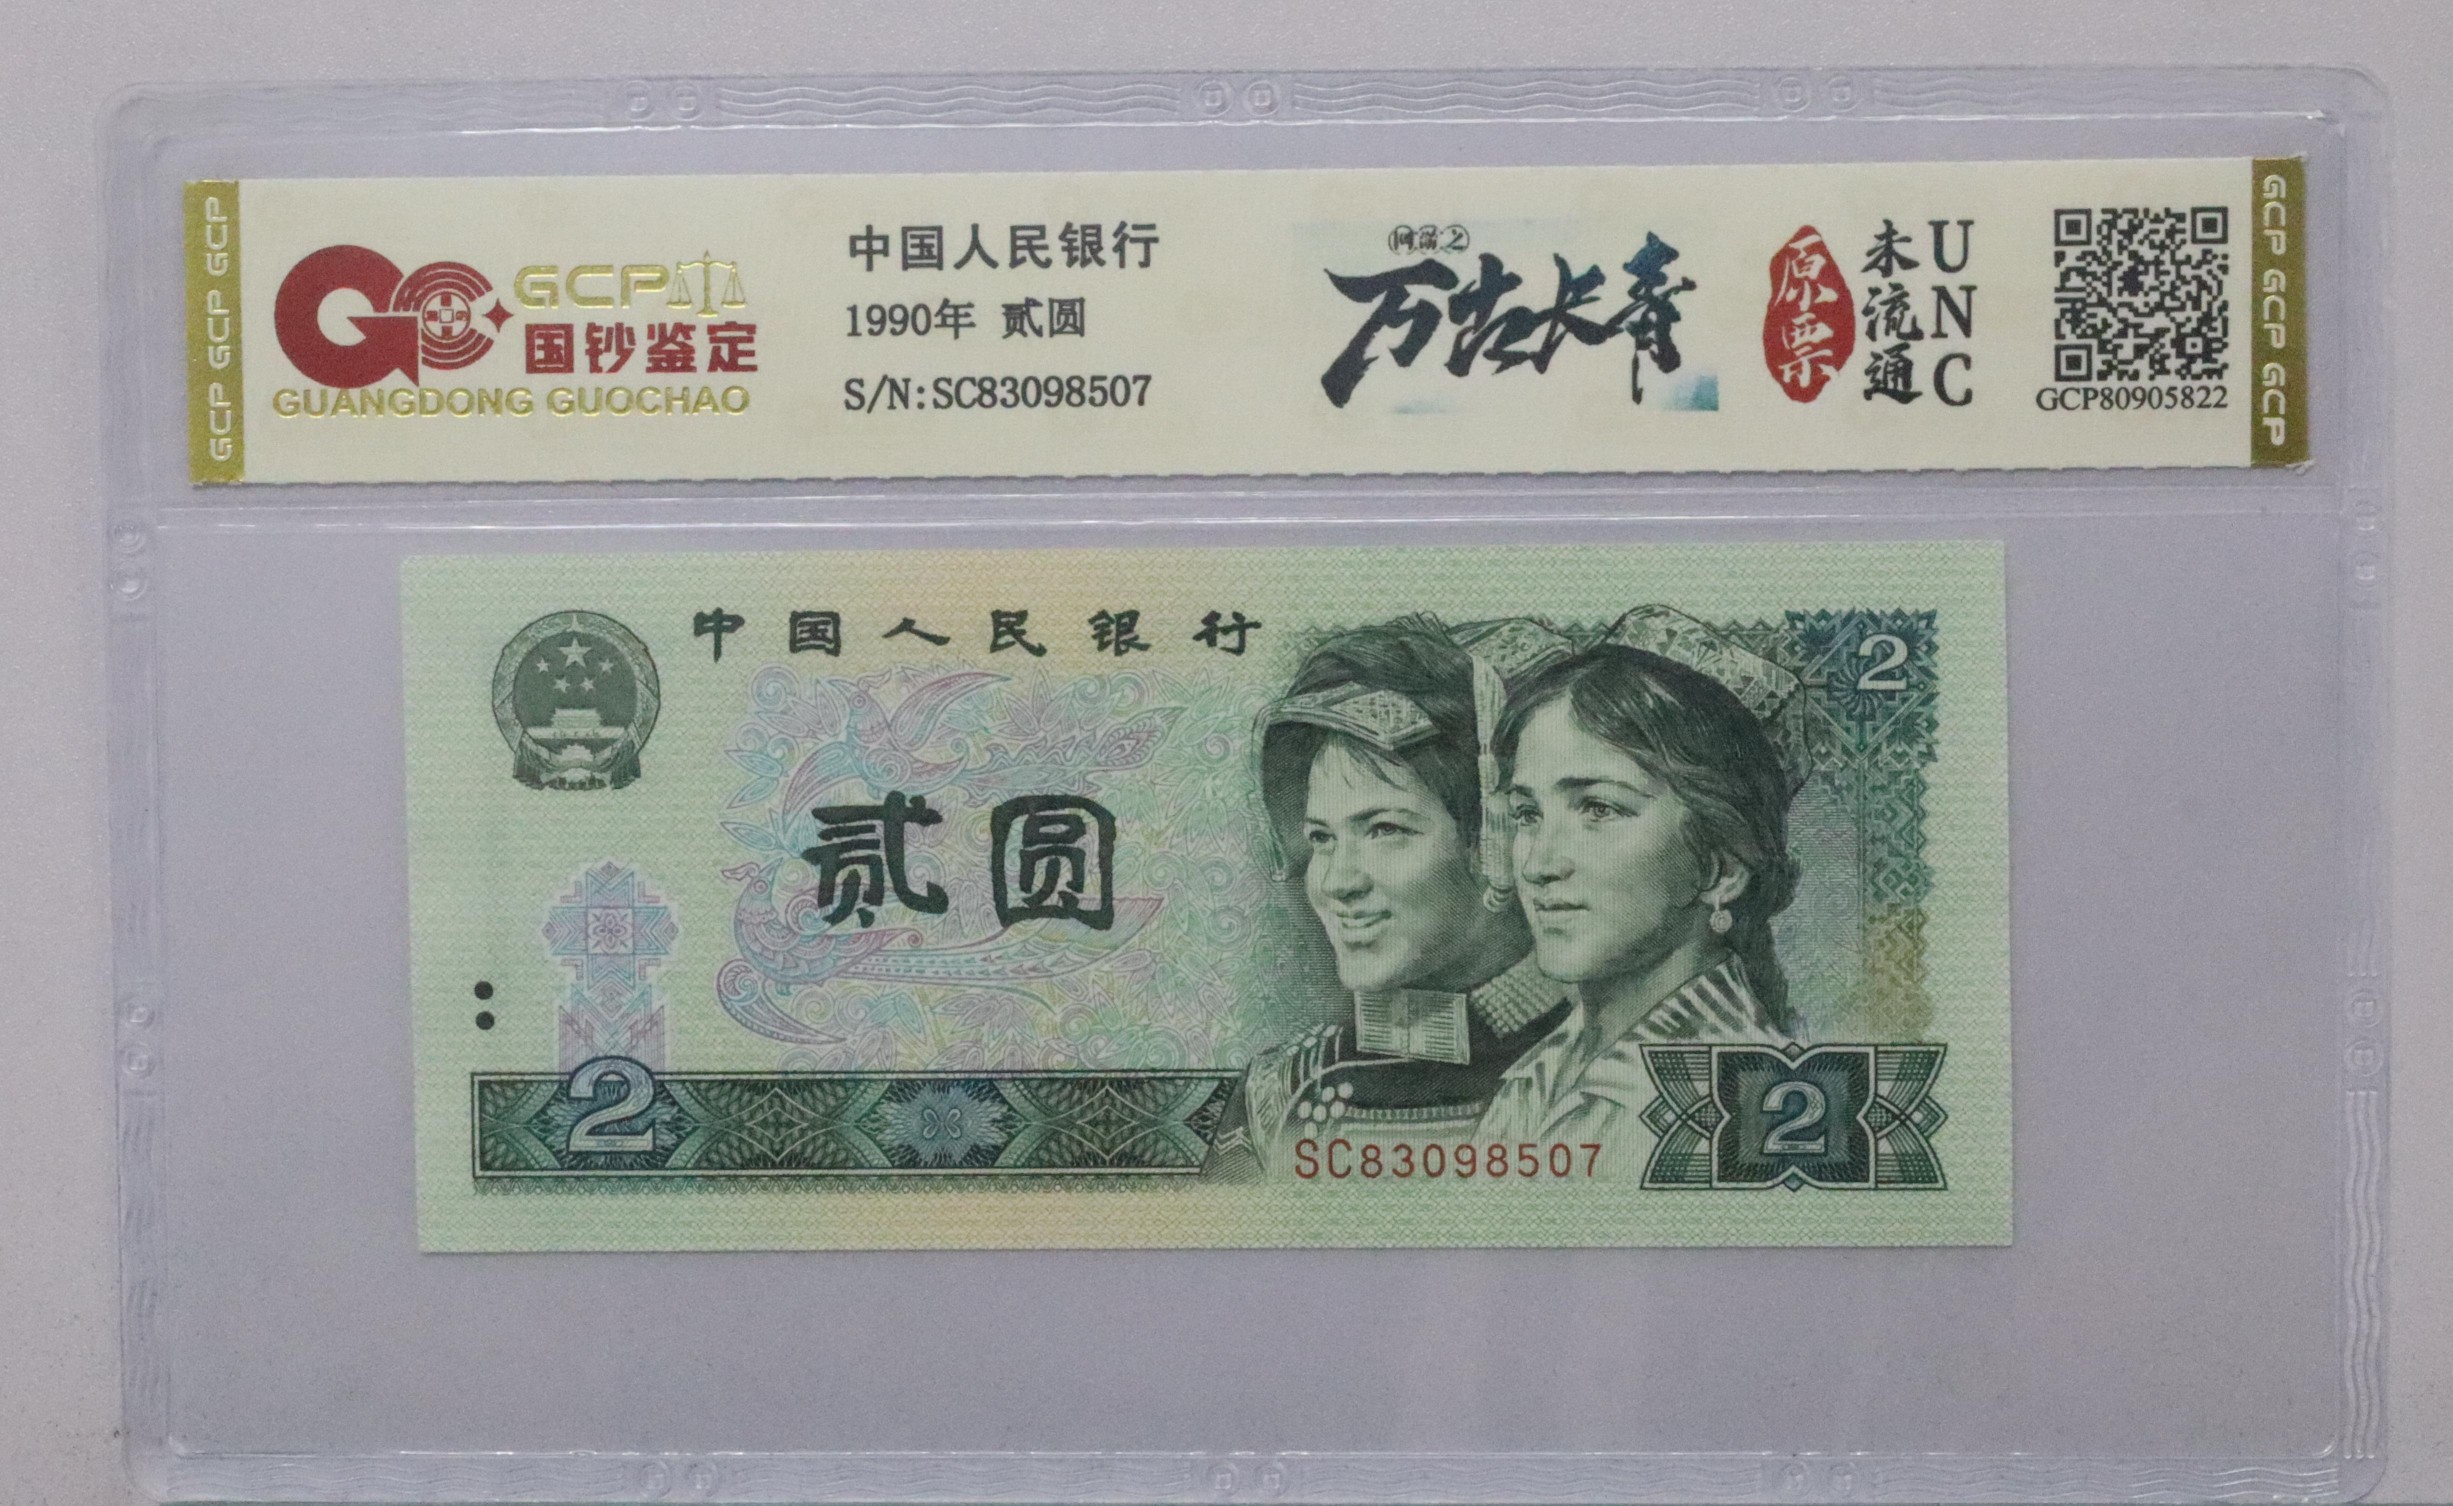 GCP GCP GCP
GCP
国钞鉴定
GUANGDONG GUOCHAO
中国人民银行
1990年 贰圆
S/N:SC83098507
万古长青
原票
未流通
UNC
GCP80905822
GCP GCP GCP
中国人民银行
2
贰圆
2
SC83098507
2